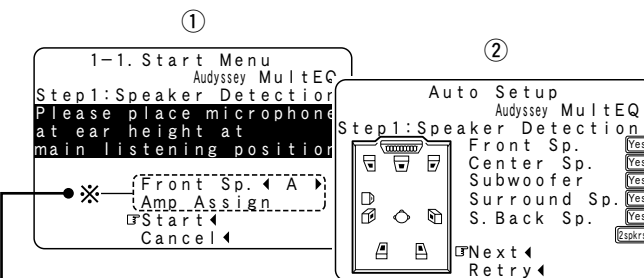 ①
1-1. Start Menu
Audyssey MultEQ
Step1:Speaker Detection
Please place microphone
at ear height at
main listening position
※
Front Sp. ◀ A ▶
Amp Assign
☞Start◀
Cancel◀
②
Auto Setup
Audyssey MultEQ
Step1:Speaker Detection
Front Sp. Yes
Center Sp. Yes
Subwoofer Yes
Surround Sp. Yes
S.Back Sp. Yes
2spkrs
☞Next◀
Retry◀